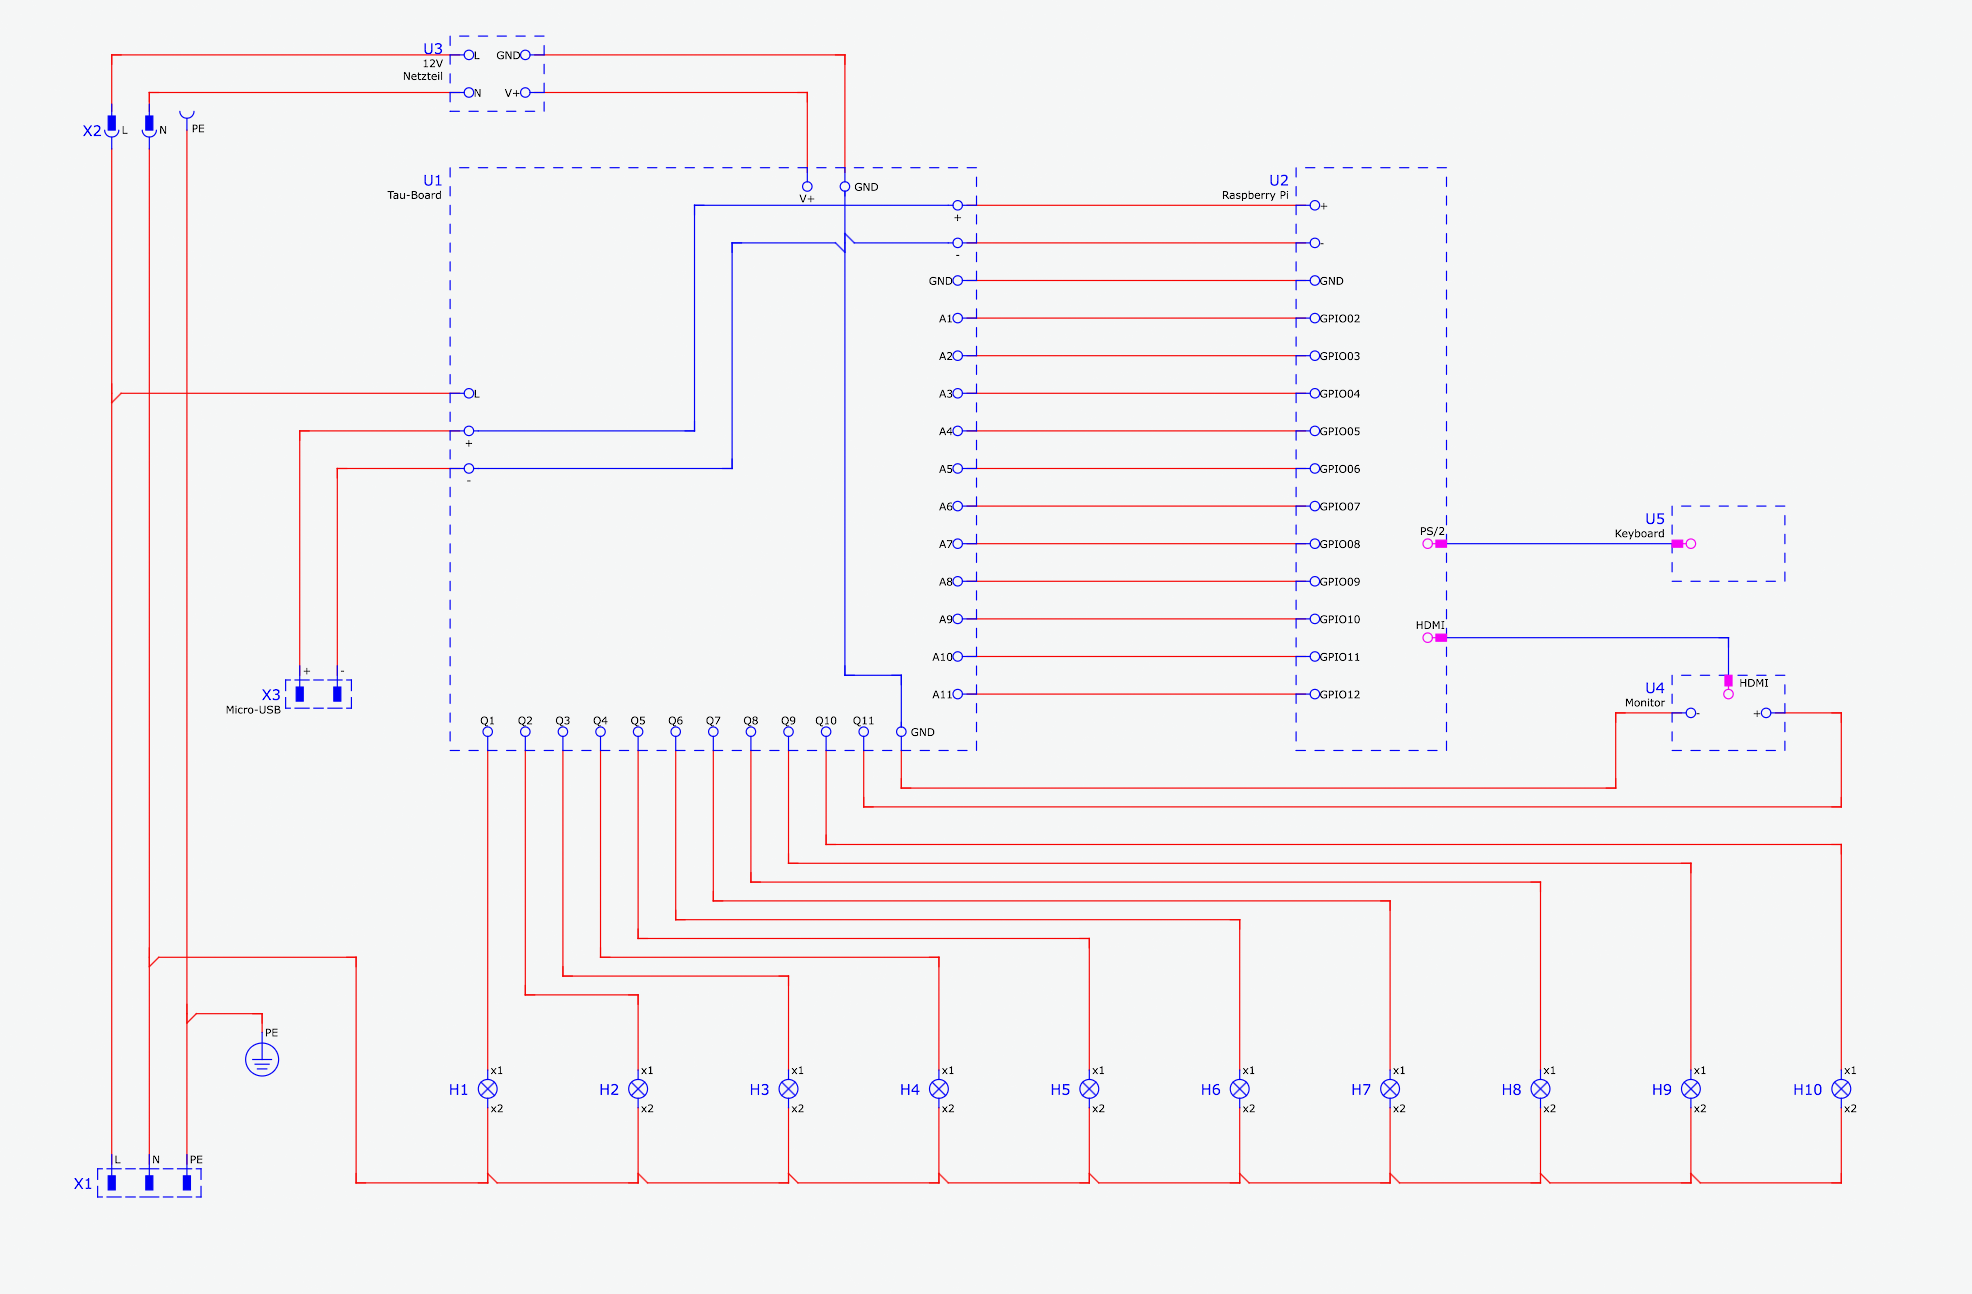 U3
12V
Netzteil
L
GND
N
V+
X2
L
N
PE
U1
Tau-Board
V+
GND
+
-
GND
A1
A2
A3
A4
A5
A6
A7
A8
A9
A10
A11
L
+
-
Q1
Q2
Q3
Q4
Q5
Q6
Q7
Q8
Q9
Q10
Q11
GND
U2
Raspberry Pi
+
-
GND
GPIO02
GPIO03
GPIO04
GPIO05
GPIO06
GPIO07
GPIO08
GPIO09
GPIO10
GPIO11
GPIO12
PS/2
HDMI
U5
Keyboard
U4
Monitor
HDMI
-
+
X3
Micro-USB
+
-
PE
H1
x1
x2
H2
x1
x2
H3
x1
x2
H4
x1
x2
H5
x1
x2
H6
x1
x2
H7
x1
x2
H8
x1
x2
H9
x1
x2
H10
x1
x2
X1
L
N
PE